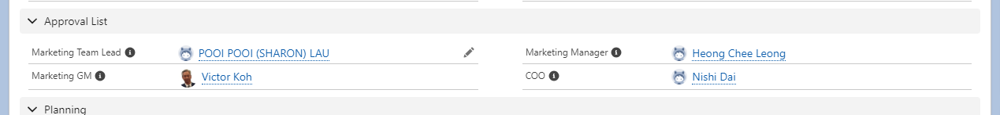 Approval List
Marketing Team Lead POOI POOI (SHARON) LAU Marketing Manager Heong Chee Leong
Marketing GM Victor Koh COO Nishi Dai
Planning